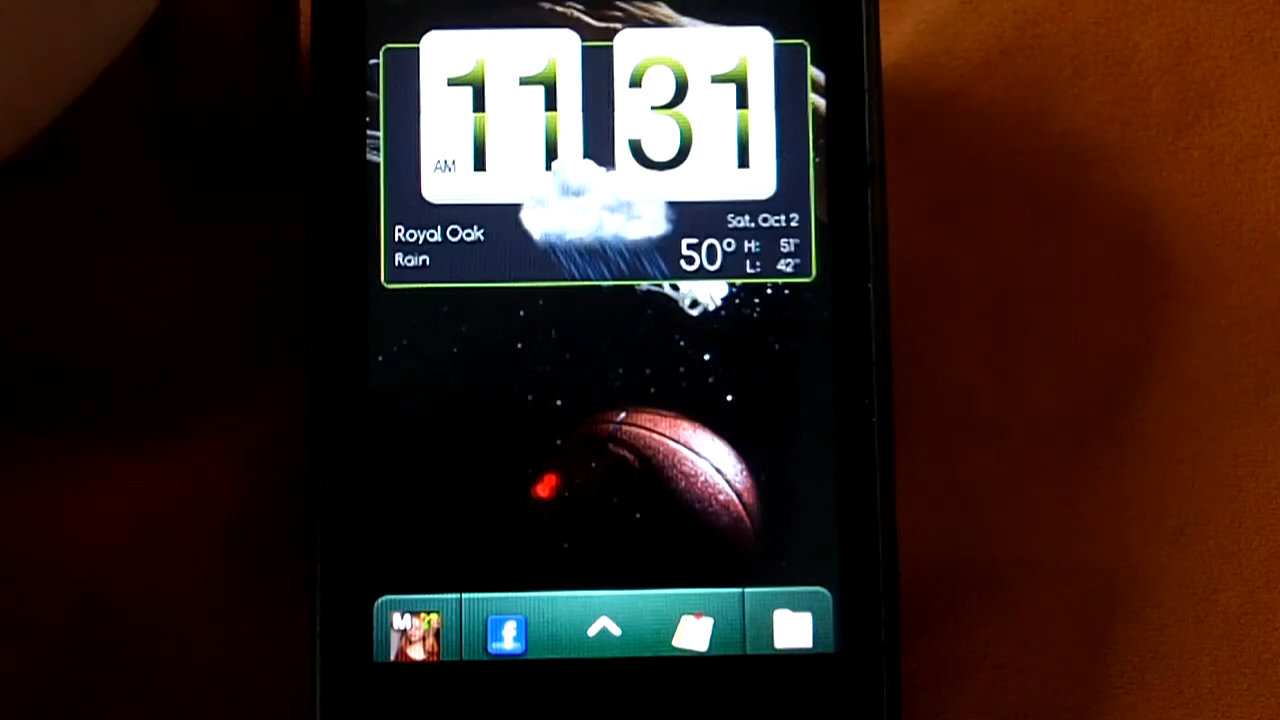 11 31
AM
Sat, Oct 2
Royal Oak
50° H: 51°
Rain
L: 42°
f